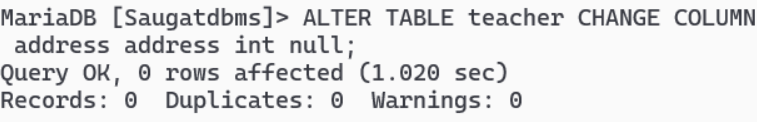 MariaDB [Saugatdbms]> ALTER TABLE teacher CHANGE COLUMN
 address address int null;
Query OK, 0 rows affected (1.020 sec)
Records: 0  Duplicates: 0  Warnings: 0